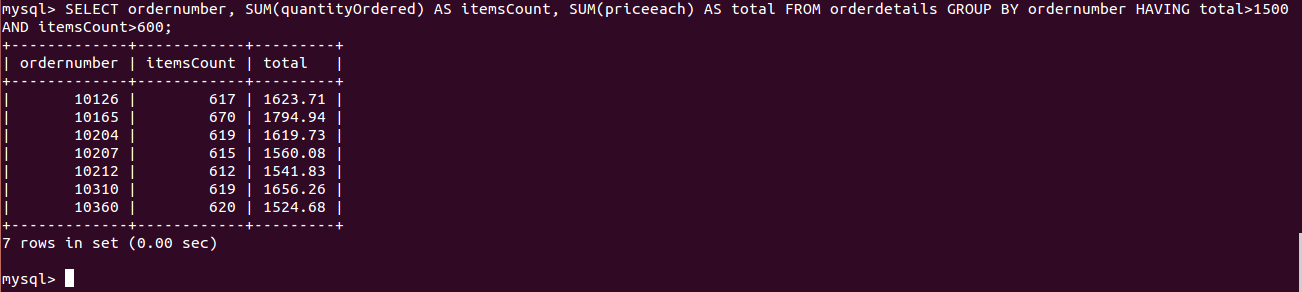 mysql> SELECT ordernumber, SUM(quantityOrdered) AS itemsCount, SUM(priceeach) AS total FROM orderdetails GROUP BY ordernumber HAVING total>1500
AND itemsCount>600;
+-------------+------------+---------+
| ordernumber | itemsCount | total   |
+-------------+------------+---------+
|       10126 |        617 | 1623.71 |
|       10165 |        670 | 1794.94 |
|       10204 |        619 | 1619.73 |
|       10207 |        615 | 1560.08 |
|       10212 |        612 | 1541.83 |
|       10310 |        619 | 1656.26 |
|       10360 |        620 | 1524.68 |
+-------------+------------+---------+
7 rows in set (0.00 sec)
mysql>